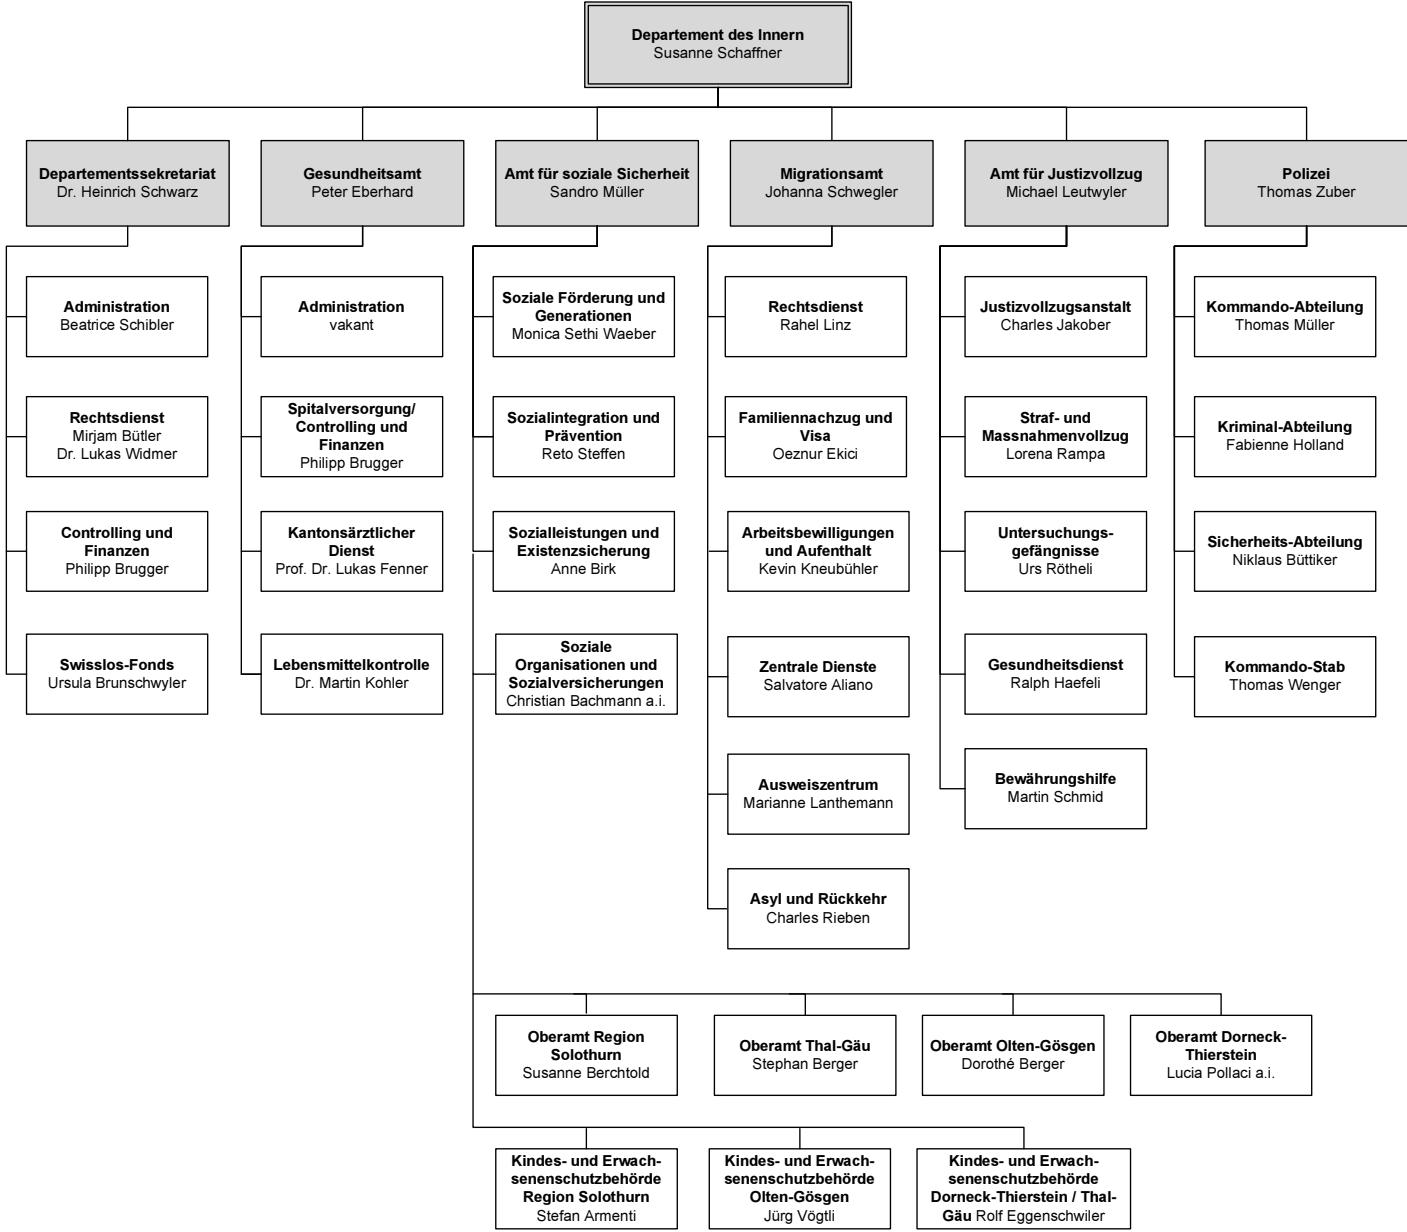 Departement des Innern
Susanne Schaffner
Departementssekretariat
Dr. Heinrich Schwarz
Gesundheitsamt
Peter Eberhard
Amt für soziale Sicherheit
Sandro Müller
Migrationsamt
Johanna Schwegler
Amt für Justizvollzug
Michael Leutwyler
Polizei
Thomas Zuber
Administration
Beatrice Schibler
Administration
vakant
Soziale Förderung und
Generationen
Monica Sethi Waeber
Rechtsdienst
Rahel Linz
Justizvollzugsanstalt
Charles Jakober
Kommando-Abteilung
Thomas Müller
Rechtsdienst
Mirjam Bütler
Dr. Lukas Widmer
Spitalversorgung/
Controlling und
Finanzen
Philipp Brugger
Sozialintegration und
Prävention
Reto Steffen
Familiennachzug und
Visa
Oeznur Ekici
Straf- und
Massnahmenvollzug
Lorena Rampa
Kriminal-Abteilung
Fabienne Holland
Controlling und
Finanzen
Philipp Brugger
Kantonsärztlicher
Dienst
Prof. Dr. Lukas Fenner
Sozialleistungen und
Existenzsicherung
Anne Birk
Arbeitsbewilligungen
und Aufenthalt
Kevin Kneubühler
Untersuchungs-
gefängnisse
Urs Rötheli
Sicherheits-Abteilung
Niklaus Büttiker
Swisslos-Fonds
Ursula Brunschwyler
Lebensmittelkontrolle
Dr. Martin Kohler
Soziale
Organisationen und
Sozialversicherungen
Christian Bachmann a.i.
Zentrale Dienste
Salvatore Aliano
Gesundheitsdienst
Ralph Haefeli
Kommando-Stab
Thomas Wenger
Ausweiszentrum
Marianne Lanthemann
Bewährungshilfe
Martin Schmid
Asyl und Rückkehr
Charles Rieben
Oberamt Region
Solothurn
Susanne Berchtold
Oberamt Thal-Gäu
Stephan Berger
Oberamt Olten-Gösgen
Dorothé Berger
Oberamt Dorneck-
Thierstein
Lucia Pollaci a.i.
Kindes- und Erwach-
senenschutzbehörde
Region Solothurn
Stefan Armenti
Kindes- und Erwach-
senenschutzbehörde
Olten-Gösgen
Jürg Vögtli
Kindes- und Erwach-
senenschutzbehörde
Dorneck-Thierstein / Thal-
Gäu Rolf Eggenschwiler